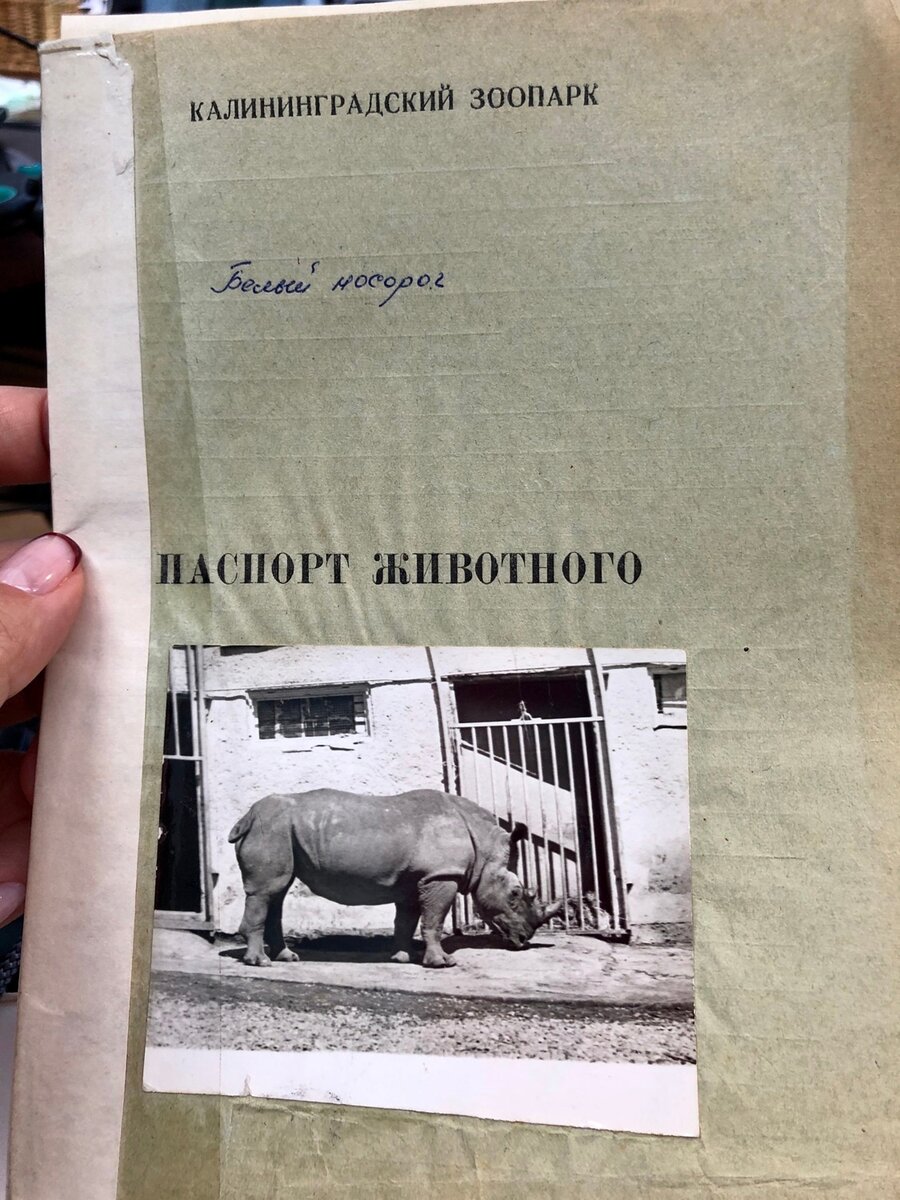 КАЛИНИНГРАДСКИЙ ЗООПАРК
Белый носорог
ПАСПОРТ ЖИВОТНОГО